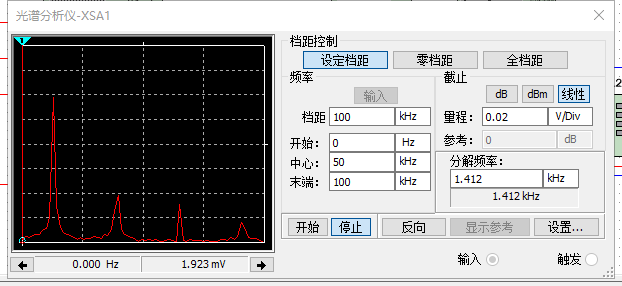 光谱分析仪-XSA1
档距控制
设定档距 零档距 全档距
频率
输入
档距 100 kHz
开始: 0 Hz
中心: 50 kHz
末端: 100 kHz
截止
dB dBm 线性
量程: 0.02 V/Div
参考: 0 dB
分解频率:
1.412 kHz
1.412 kHz
开始 停止 反向 显示参考 设置...
0.000 Hz 1.923 mV
输入 触发